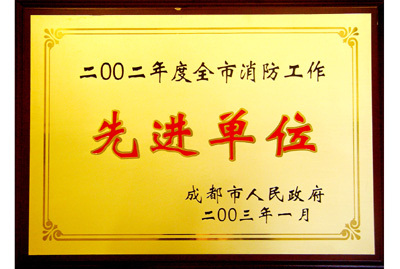 二00二年度全市消防工作
先进单位
成都市人民政府
二00三年一月